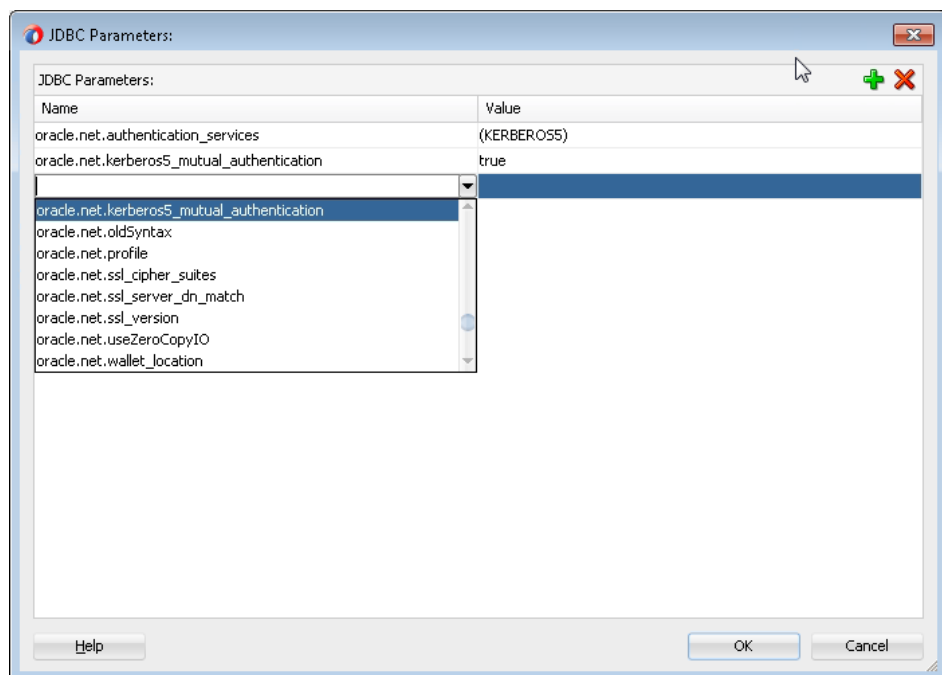 JDBC Parameters:
JDBC Parameters:
Name Value
oracle.net.authentication_services (KERBEROS5)
oracle.net.kerberos5_mutual_authentication true
oracle.net.kerberos5_mutual_authentication
oracle.net.oldSyntax
oracle.net.profile
oracle.net.ssl_cipher_suites
oracle.net.ssl_server_dn_match
oracle.net.ssl_version
oracle.net.useZeroCopyIO
oracle.net.wallet_location
Help OK Cancel